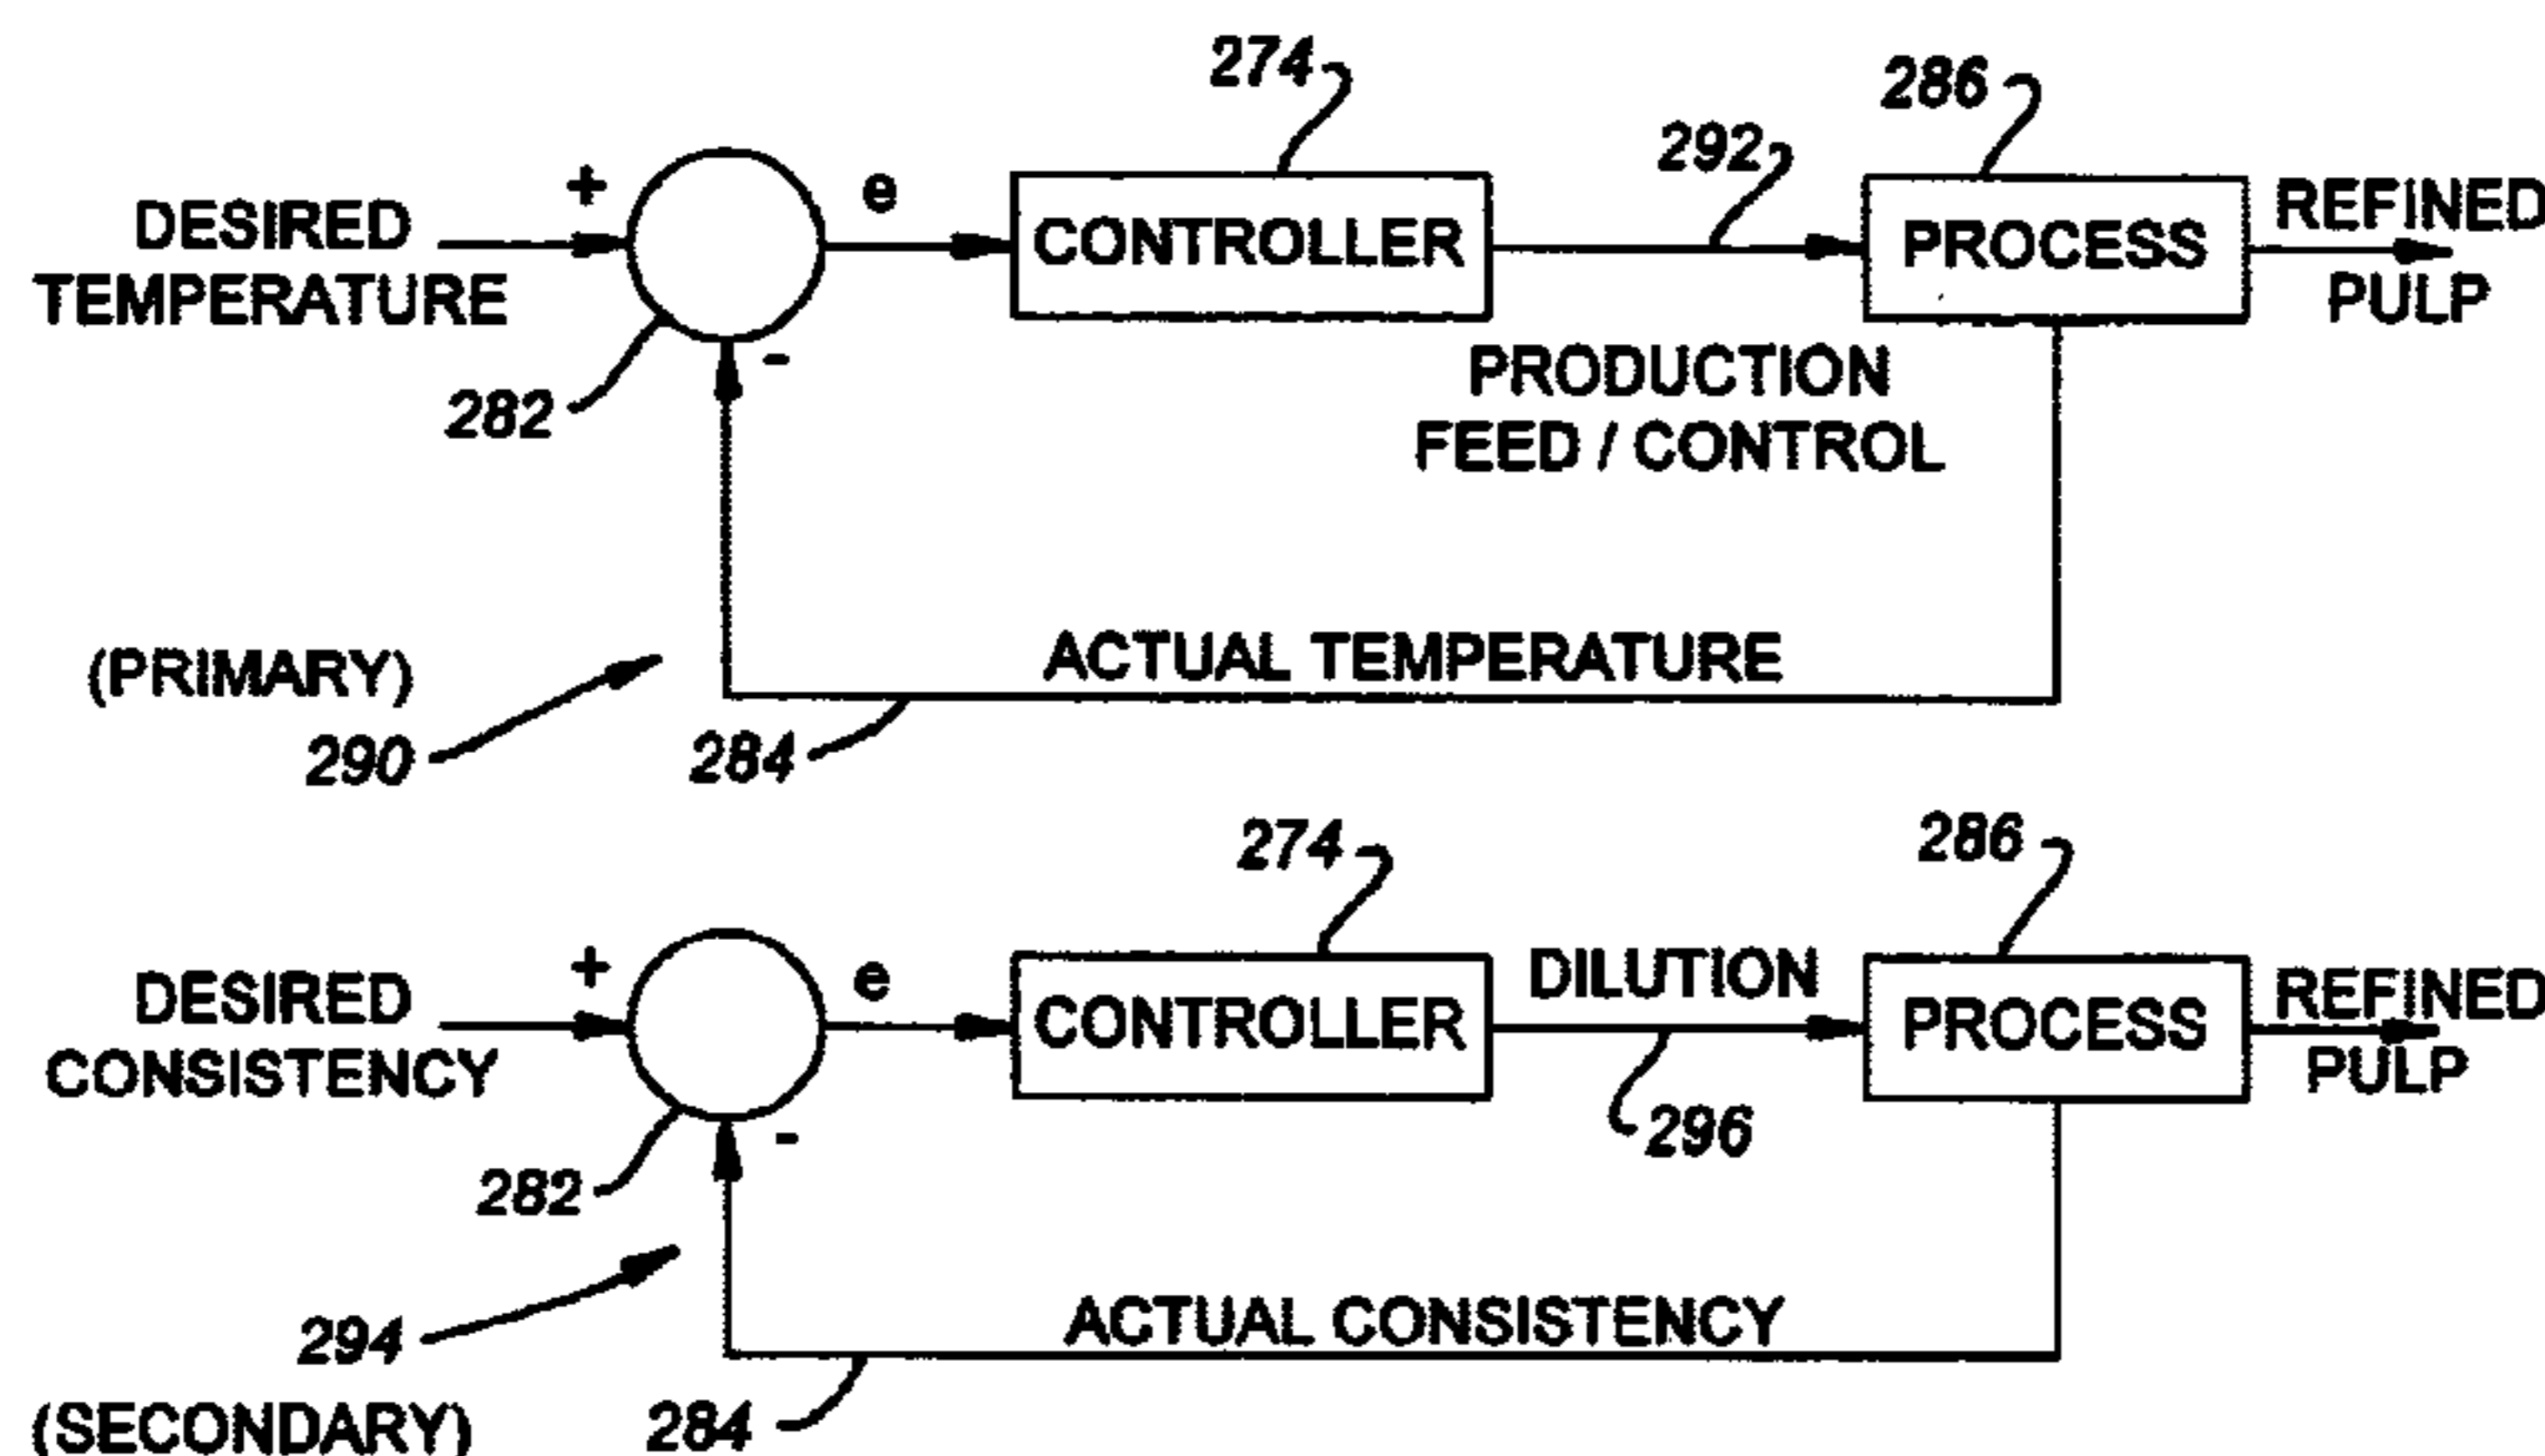 274
286
292
+
e
DESIRED
TEMPERATURE
CONTROLLER
PROCESS
REFINED
PULP
-
282
PRODUCTION
FEED / CONTROL
(PRIMARY)
290
ACTUAL TEMPERATURE
284
274
286
+
e
DESIRED
CONSISTENCY
CONTROLLER
DILUTION
296
PROCESS
REFINED
PULP
-
282
294
(SECONDARY)
ACTUAL CONSISTENCY
284